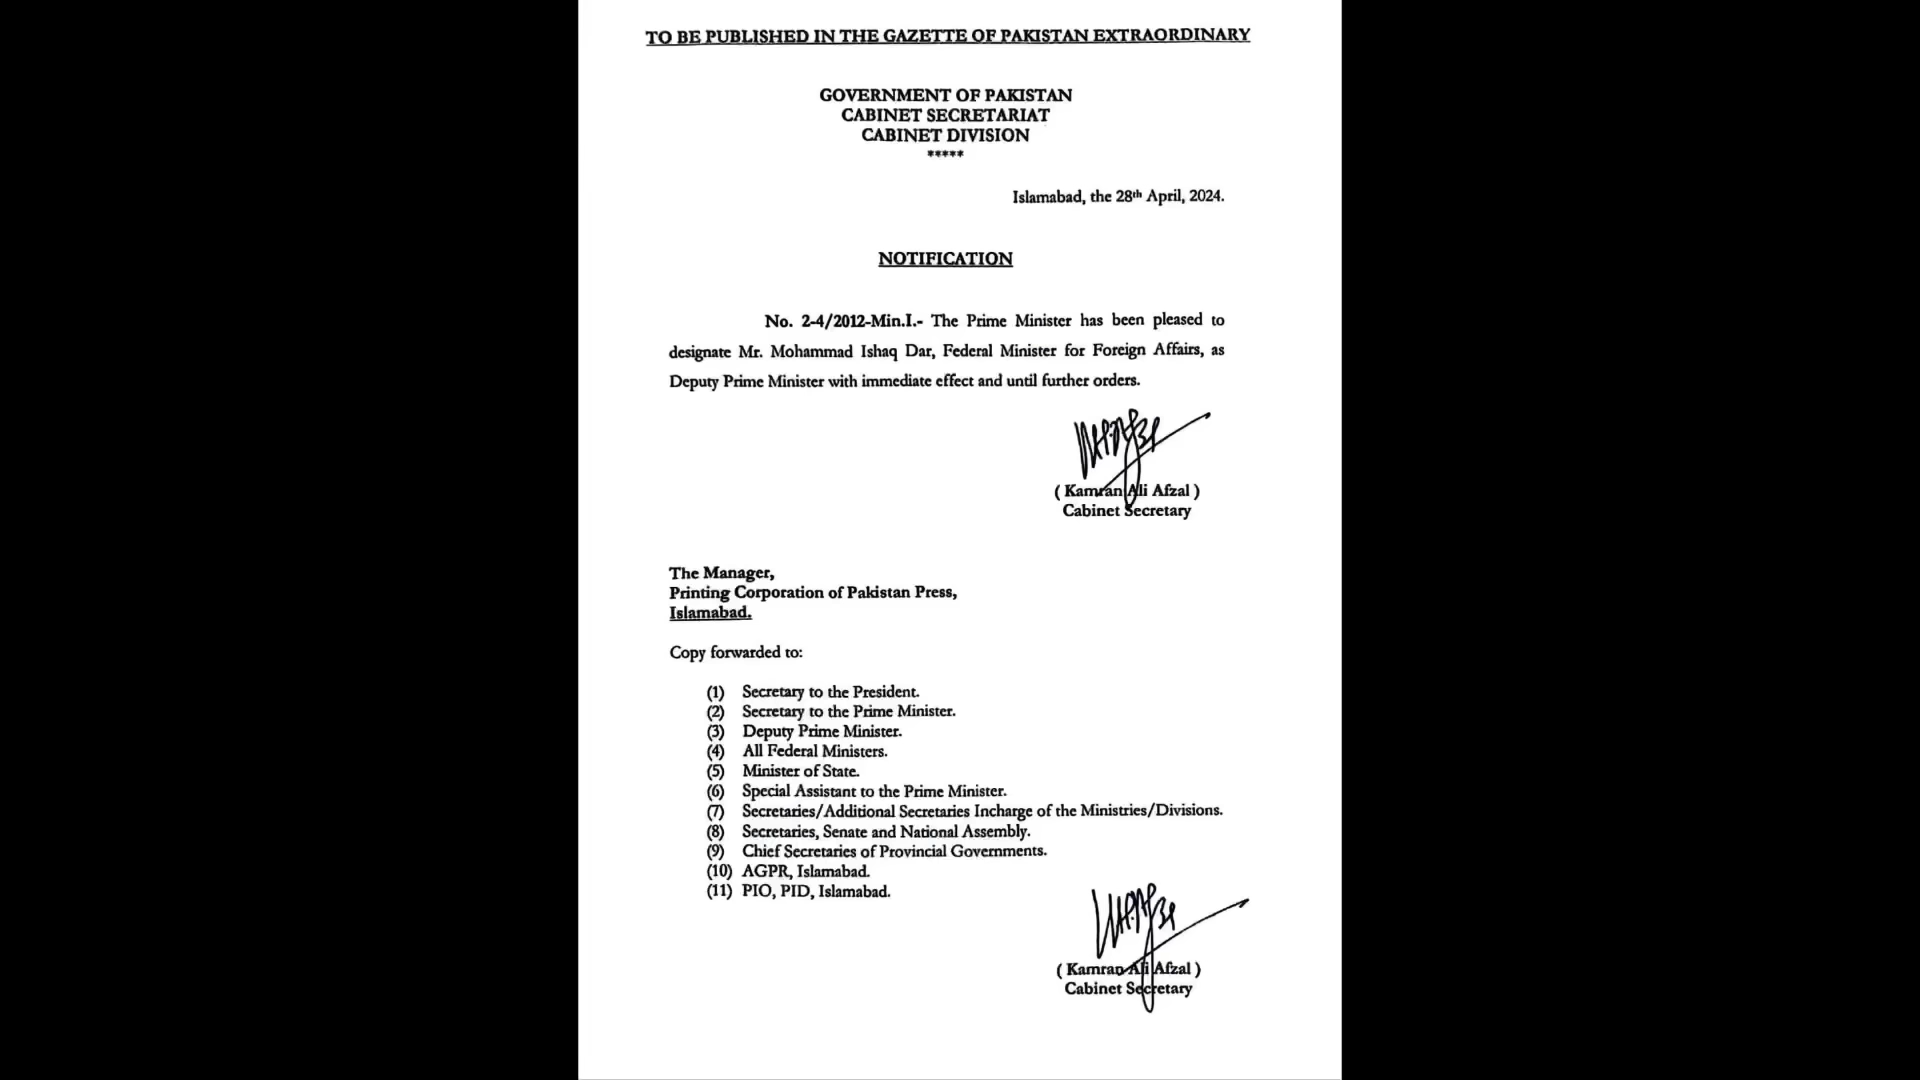 TO BE PUBLISHED IN THE GAZETTE OF PAKISTAN EXTRAORDINARY
GOVERNMENT OF PAKISTAN
CABINET SECRETARIAT
CABINET DIVISION
*****
Islamabad, the 28th April, 2024.
NOTIFICATION
No. 2-4/2012-Min.I.- The Prime Minister has been pleased to
designate Mr. Mohammad Ishaq Dar, Federal Minister for Foreign Affairs, as
Deputy Prime Minister with immediate effect and until further orders.
( Kamran Ali Afzal )
Cabinet Secretary
The Manager,
Printing Corporation of Pakistan Press,
Islamabad.
Copy forwarded to:
(1) Secretary to the President.
(2) Secretary to the Prime Minister.
(3) Deputy Prime Minister.
(4) All Federal Ministers.
(5) Minister of State.
(6) Special Assistant to the Prime Minister.
(7) Secretaries/Additional Secretaries Incharge of the Ministries/Divisions.
(8) Secretaries, Senate and National Assembly.
(9) Chief Secretaries of Provincial Governments.
(10) AGPR, Islamabad.
(11) PIO, PID, Islamabad.
( Kamran Ali Afzal )
Cabinet Secretary